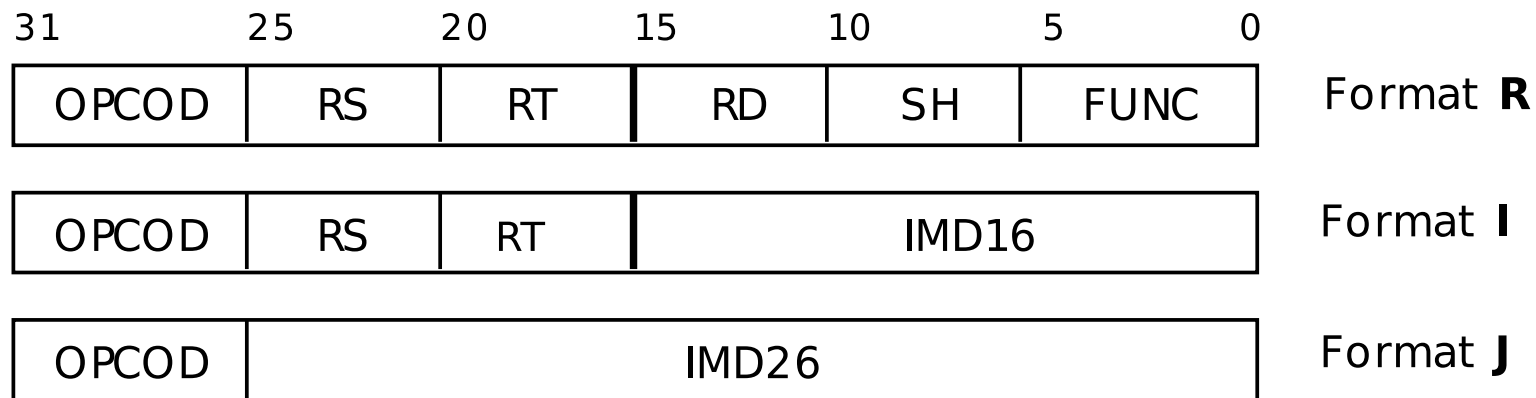 31 25 20 15 10 5 0
OPCOD RS RT RD SH FUNC Format R
OPCOD RS RT IMD16 Format I
OPCOD IMD26 Format J